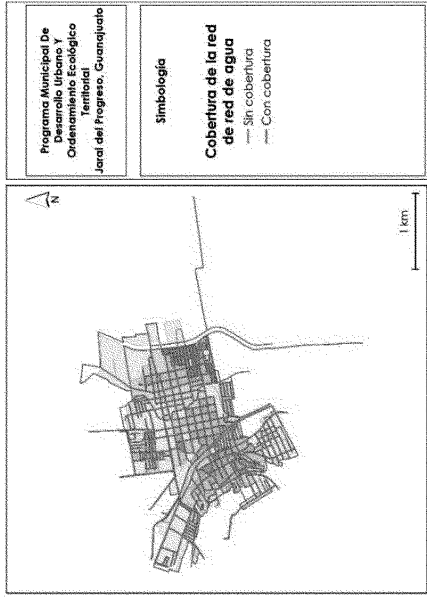 Programa Municipal De
Desarrollo Urbano Y
Ordenamiento Ecológico
Territorial
Jaral del Progreso, Guanajuato
Simbología
Cobertura de la red
de red de agua
Sin cobertura
Con cobertura
N
1 km